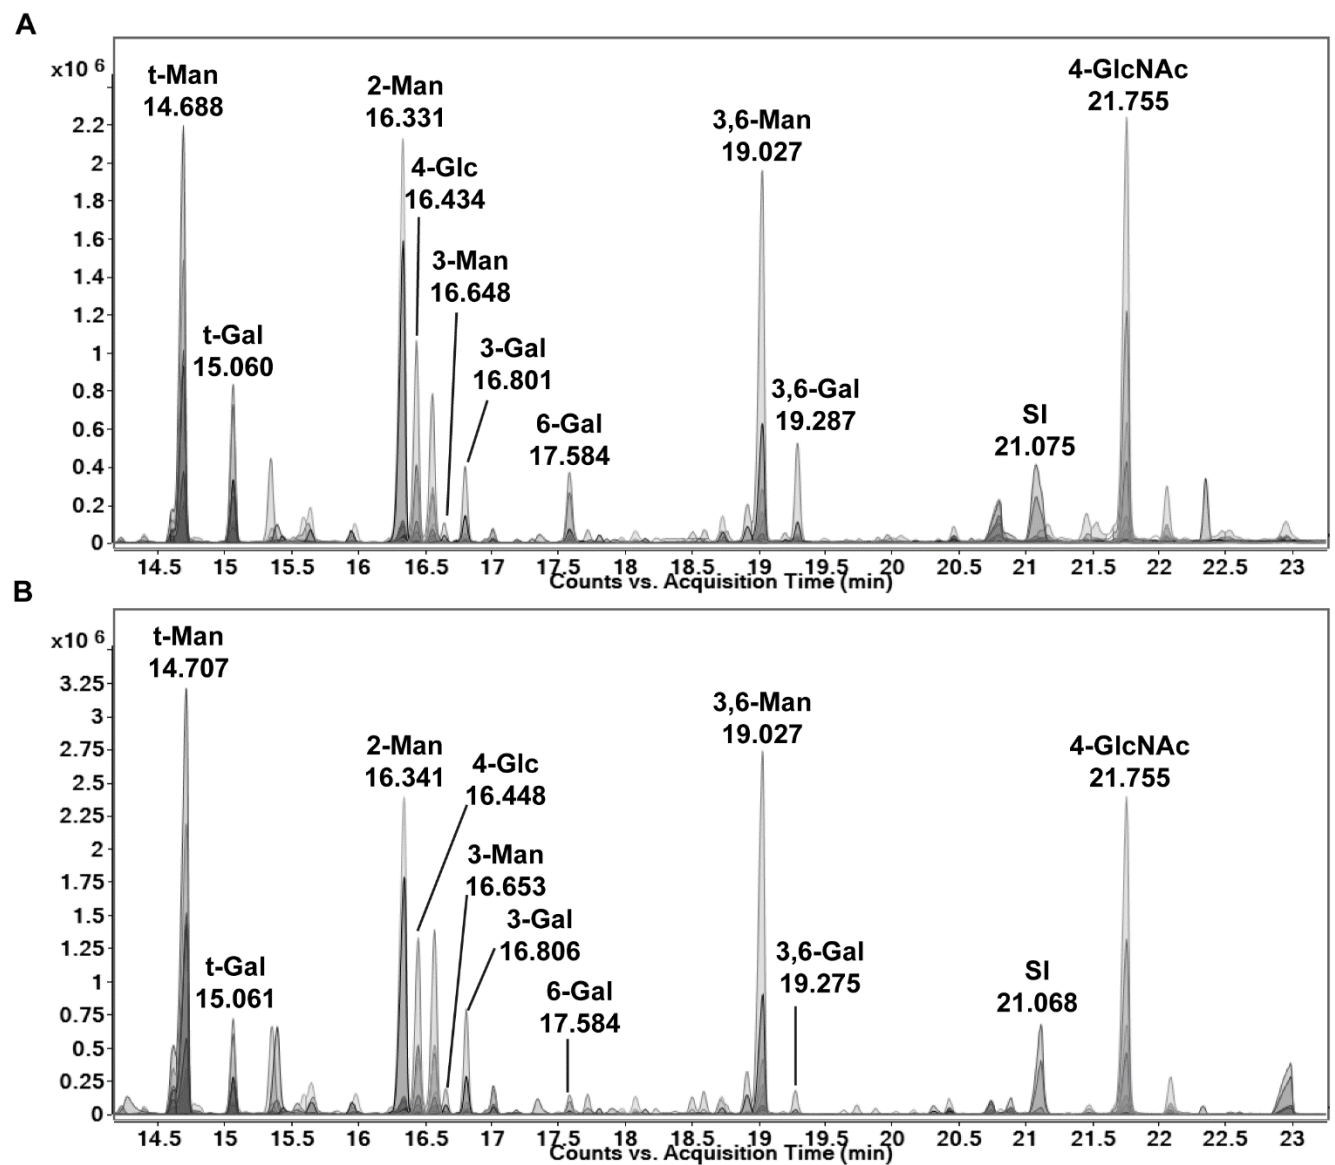 A
x10 6
t-Man
14.688
2-Man
16.331
4-Glc
16.434
3-Man
16.648
3-Gal
16.801
t-Gal
15.060
6-Gal
17.584
3,6-Man
19.027
3,6-Gal
19.287
SI
21.075
4-GlcNAc
21.755
2.2
2
1.8
1.6
1.4
1.2
1
0.8
0.6
0.4
0.2
0
14.5 15 15.5 16 16.5 17 17.5 18 18.5 19 19.5 20 20.5 21 21.5 22 22.5 23
Counts vs. Acquisition Time (min)
B
x10 6
t-Man
14.707
2-Man
16.341
4-Glc
16.448
3-Man
16.653
3-Gal
16.806
t-Gal
15.061
6-Gal
17.584
3,6-Man
19.027
3,6-Gal
19.275
SI
21.068
4-GlcNAc
21.755
3.25
3
2.75
2.5
2.25
2
1.75
1.5
1.25
1
0.75
0.5
0.25
0
14.5 15 15.5 16 16.5 17 17.5 18 18.5 19 19.5 20 20.5 21 21.5 22 22.5 23
Counts vs. Acquisition Time (min)